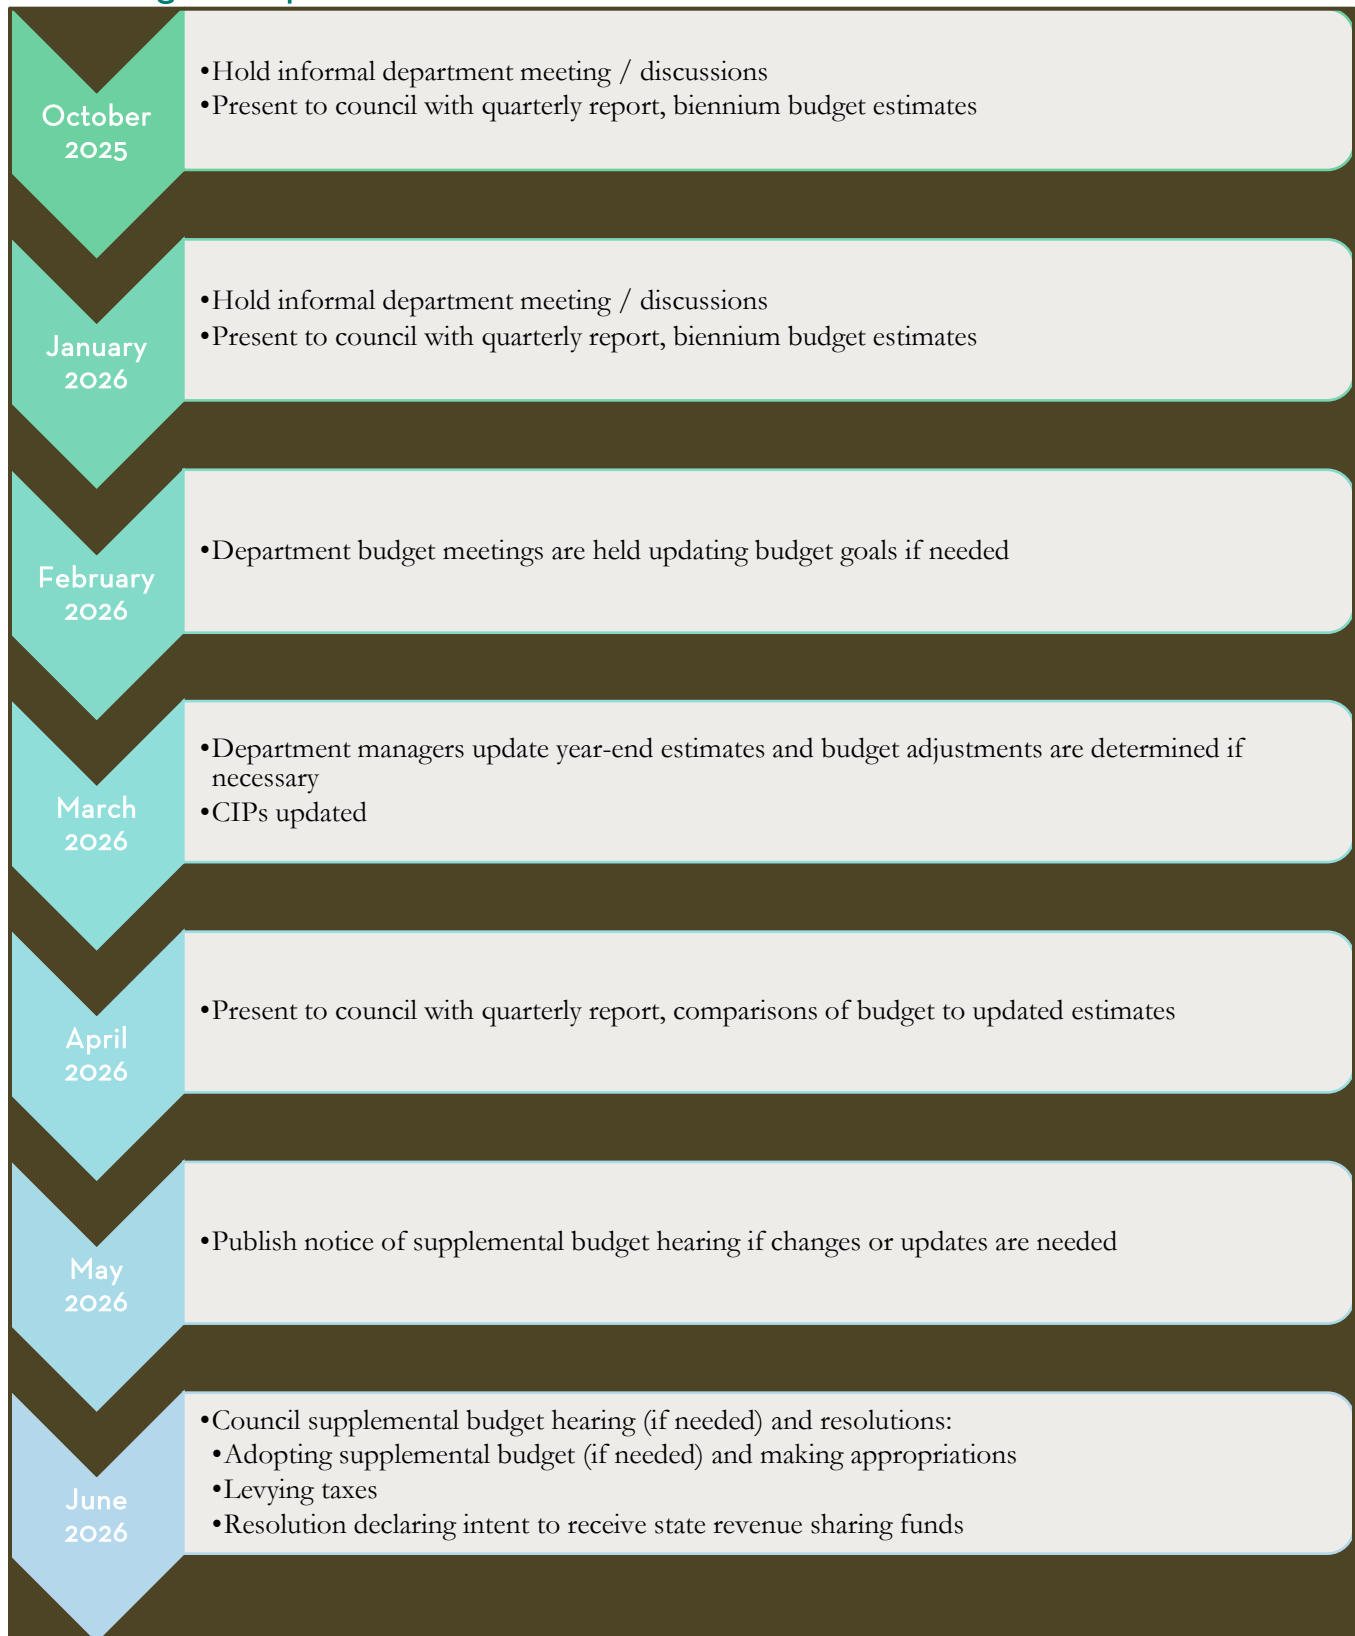 October
2025
•Hold informal department meeting / discussions
•Present to council with quarterly report, biennium budget estimates
January
2026
•Hold informal department meeting / discussions
•Present to council with quarterly report, biennium budget estimates
February
2026
•Department budget meetings are held updating budget goals if needed
March
2026
•Department managers update year-end estimates and budget adjustments are determined if
necessary
•CIPs updated
April
2026
•Present to council with quarterly report, comparisons of budget to updated estimates
May
2026
•Publish notice of supplemental budget hearing if changes or updates are needed
June
2026
•Council supplemental budget hearing (if needed) and resolutions:
•Adopting supplemental budget (if needed) and making appropriations
•Levying taxes
•Resolution declaring intent to receive state revenue sharing funds